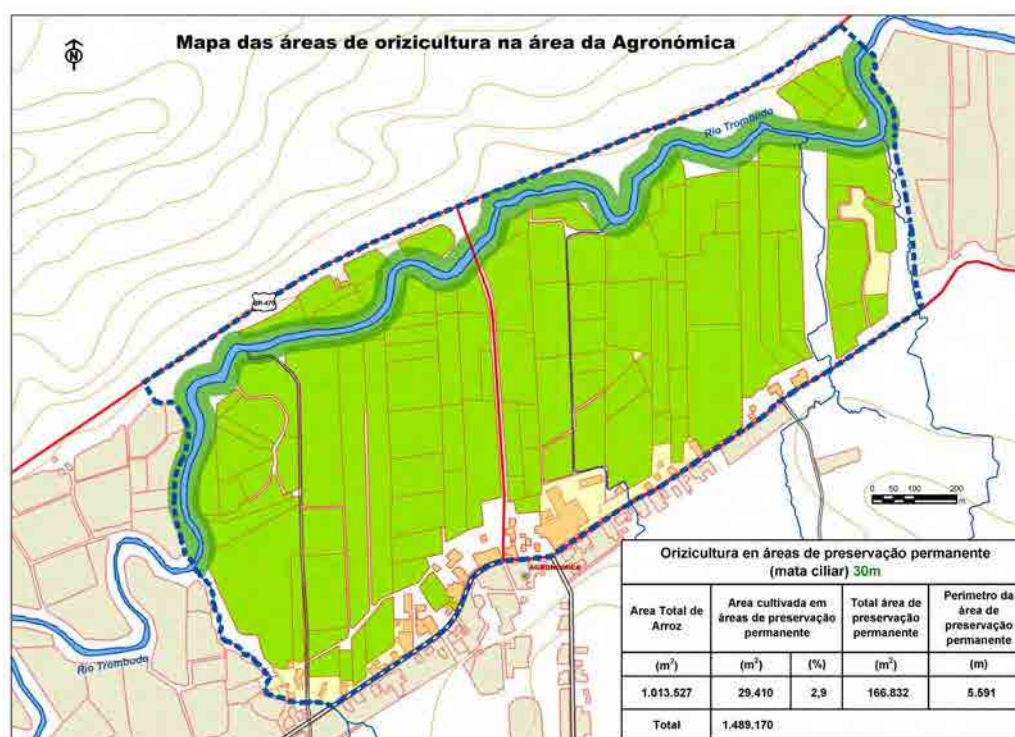 N
Mapa das áreas de orizicultura na área da Agronómica
Rio Trombudo
BR-470
AGRONÔMICA
0 50 100 200
m
Rio Trombudo
Orizicultura en áreas de preservação permanente
(mata ciliar) 30m
Area Total de Arroz
Area cultivada em áreas de preservação permanente
Total área de preservação permanente
Perimetro da área de preservação permanente
(m²) (m²) (%) (m²) (m)
1.013.527 29.410 2,9 166.832 5.591
Total 1.489.170